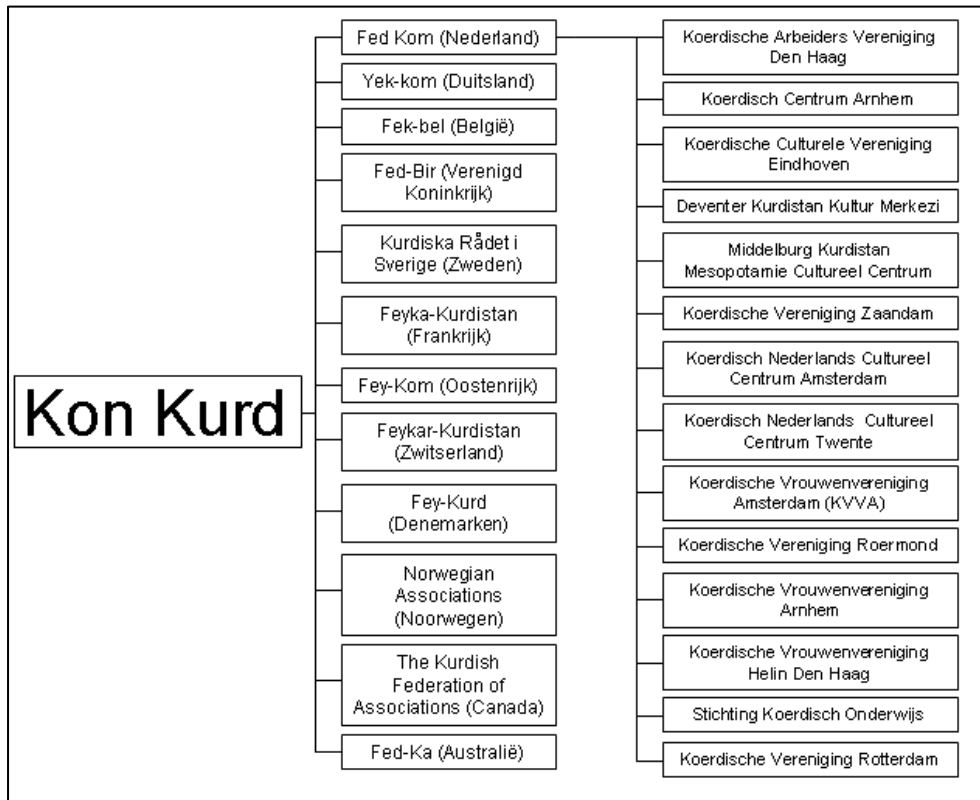 Kon Kurd
Fed Kom (Nederland)
Yek-kom (Duitsland)
Fek-bel (België)
Fed-Bir (Verenigd
Koninkrijk)
Kurdiska Rådet i
Sverige (Zweden)
Feyka-Kurdistan
(Frankrijk)
Fey-Kom (Oostenrijk)
Feykar-Kurdistan
(Zwitserland)
Fey-Kurd
(Denemarken)
Norwegian
Associations
(Noorwegen)
The Kurdish
Federation of
Associations (Canada)
Fed-Ka (Australië)
Koerdische Arbeiders Vereniging
Den Haag
Koerdisch Centrum Arnhem
Koerdische Culturele Vereniging
Eindhoven
Deventer Kurdistan Kultur Merkezi
Middelburg Kurdistan
Mesopotamie Cultureel Centrum
Koerdische Vereniging Zaandam
Koerdisch Nederlands Cultureel
Centrum Amsterdam
Koerdisch Nederlands Cultureel
Centrum Twente
Koerdische Vrouwenvereniging
Amsterdam (KVVA)
Koerdische Vereniging Roermond
Koerdische Vrouwenvereniging
Arnhem
Koerdische Vrouwenvereniging
Helin Den Haag
Stichting Koerdisch Onderwijs
Koerdische Vereniging Rotterdam